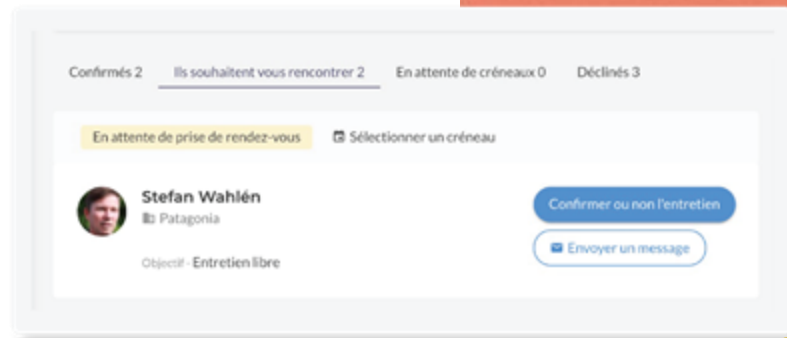 Confirmés 2 Ils souhaitent vous rencontrer 2 En attente de créneaux 0 Déclinés 3
En attente de prise de rendez-vous Sélectionner un créneau
Stefan Wahlén
Patagonia
Confirmer ou non l'entretien
Envoyer un message
Objectif - Entretien libre